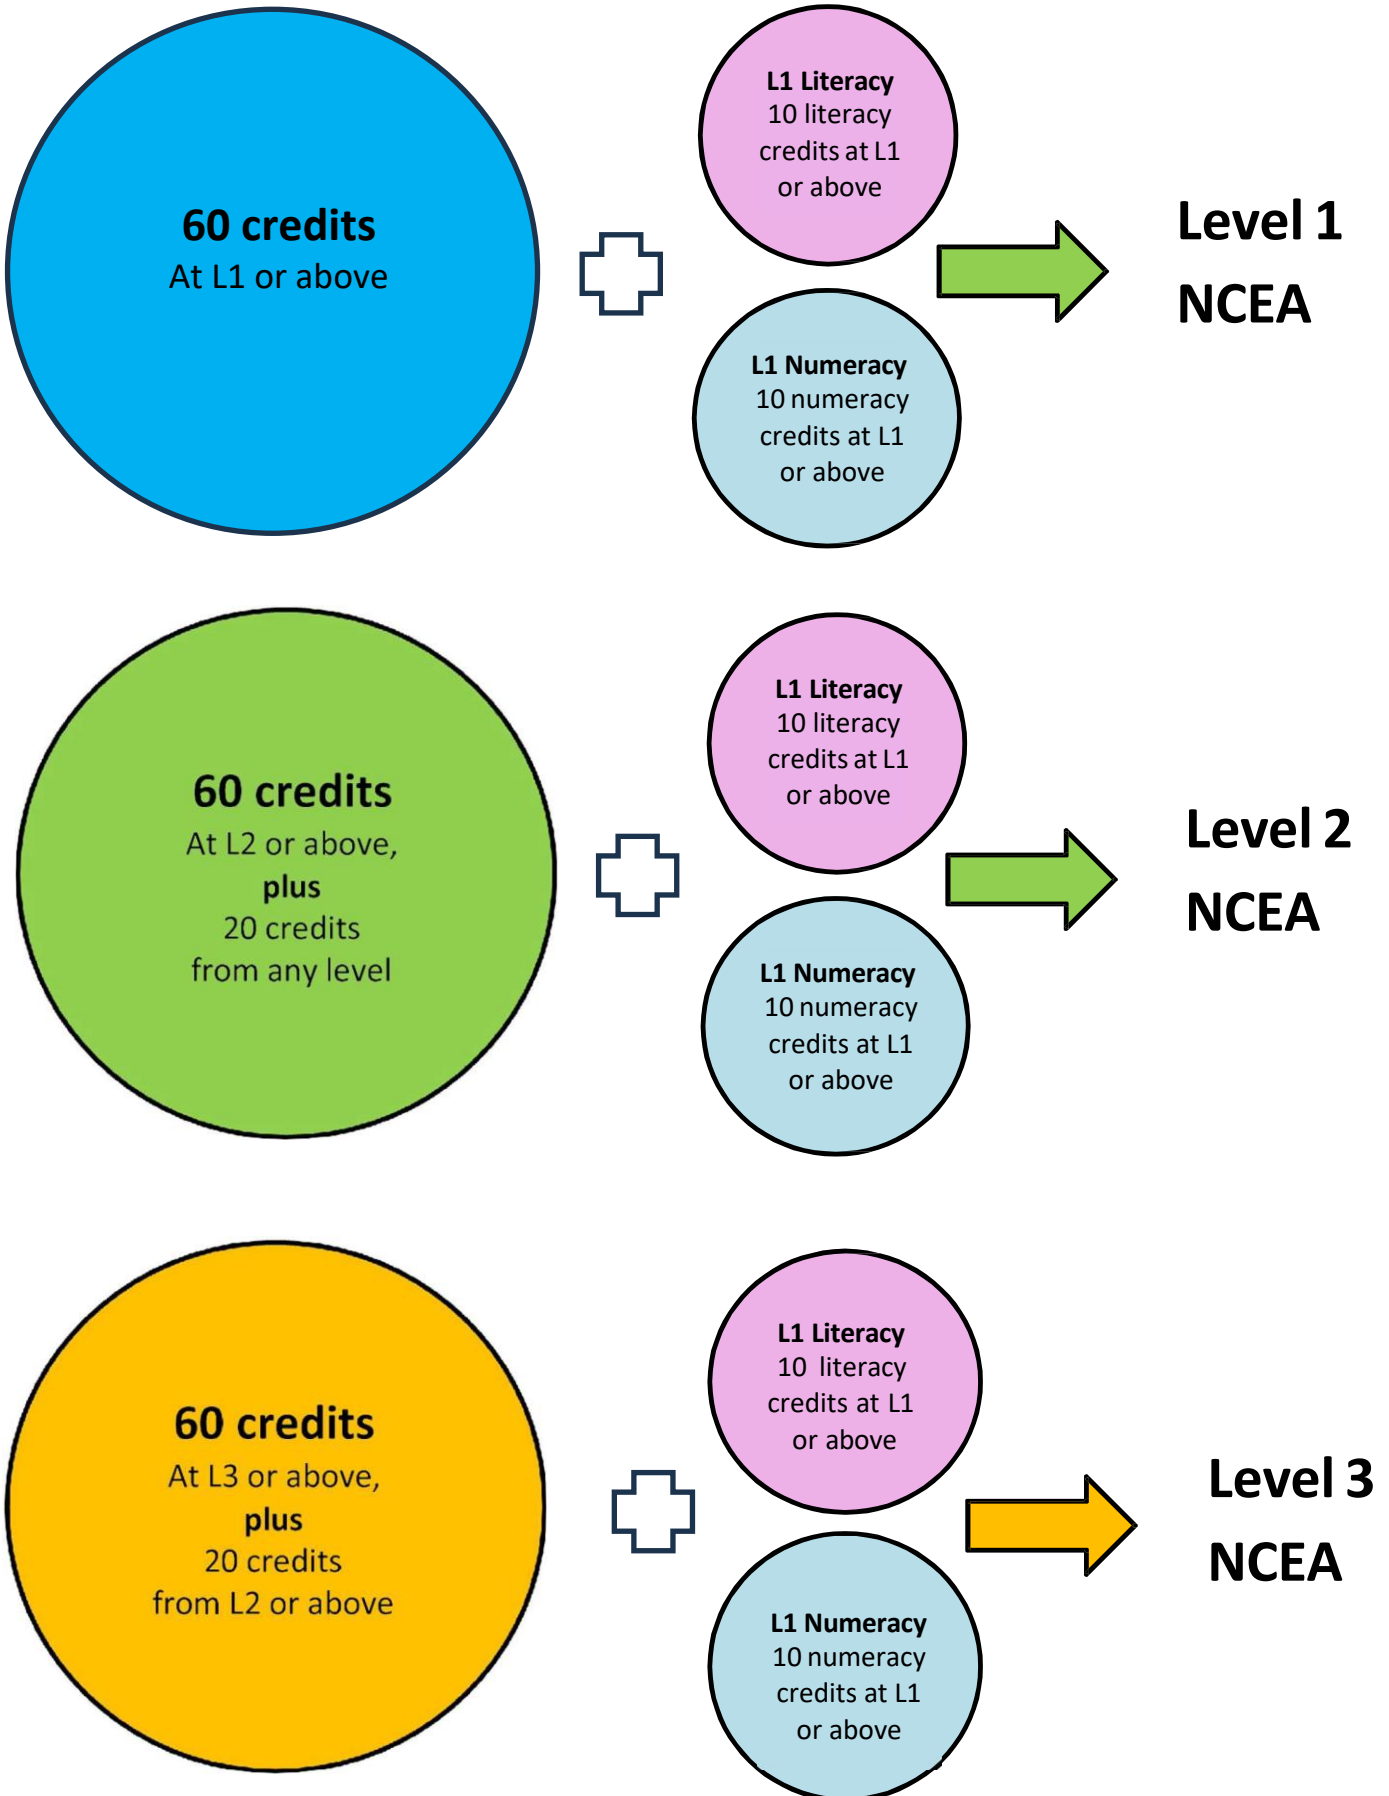 60 credits
At L1 or above
L1 Literacy
10 literacy
credits at L1
or above
L1 Numeracy
10 numeracy
credits at L1
or above
Level 1
NCEA
60 credits
At L2 or above,
plus
20 credits
from any level
L1 Literacy
10 literacy
credits at L1
or above
L1 Numeracy
10 numeracy
credits at L1
or above
Level 2
NCEA
60 credits
At L3 or above,
plus
20 credits
from L2 or above
L1 Literacy
10 literacy
credits at L1
or above
L1 Numeracy
10 numeracy
credits at L1
or above
Level 3
NCEA